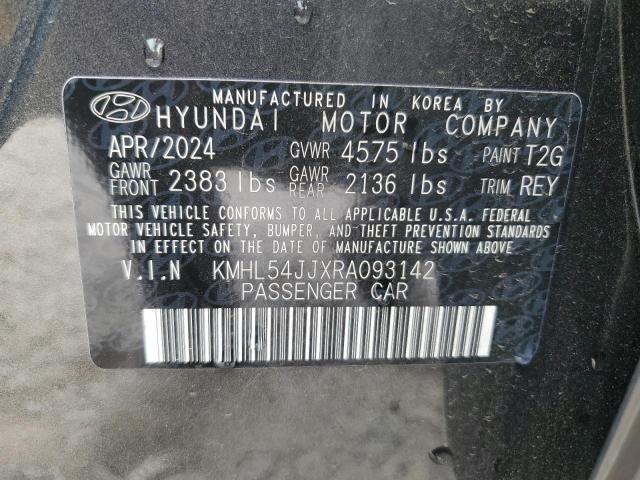 MANUFACTURED IN KOREA BY
HYUNDAI MOTOR COMPANY
APR/2024 GVWR 4575 lbs PAINT T2G
GAWR FRONT 2383 lbs GAWR REAR 2136 lbs TRIM REY
THIS VEHICLE CONFORMS TO ALL APPLICABLE U.S.A. FEDERAL
MOTOR VEHICLE SAFETY, BUMPER, AND THEFT PREVENTION STANDARDS
IN EFFECT ON THE DATE OF MANUFACTURE SHOWN ABOVE.
V.I.N KMHL54JJXRA093142
PASSENGER CAR